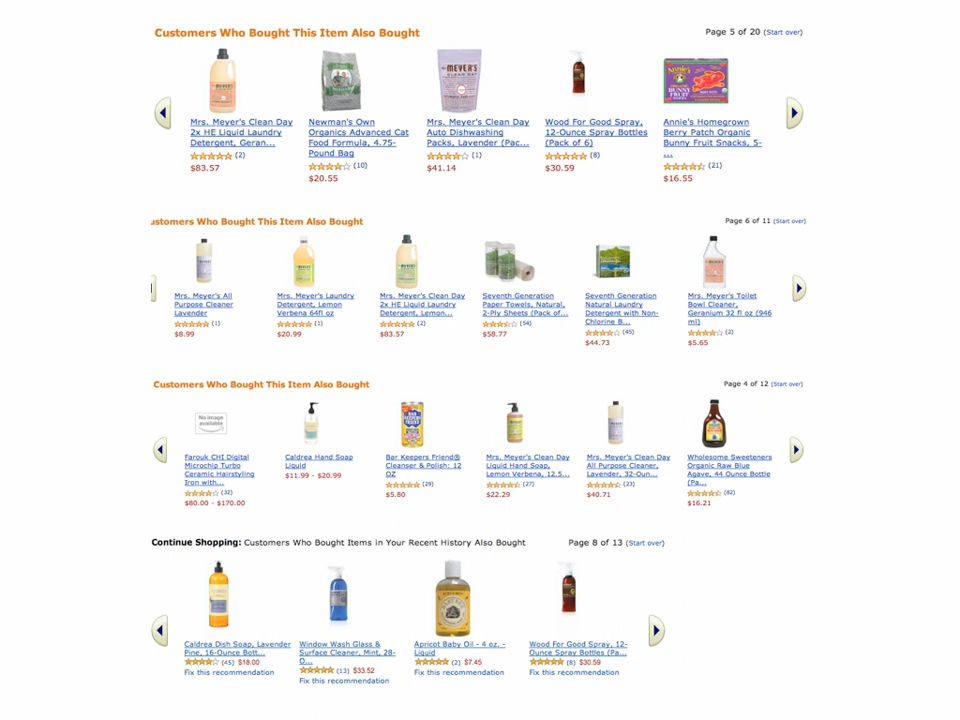 Customers Who Bought This Item Also Bought
Page 5 of 20 (Start over)
Mrs. Meyer's Clean Day
2x HE Liquid Laundry
Detergent, Geran...
(2)
$83.57
Newman's Own
Organics Advanced Cat
Food Formula, 4.75-
Pound Bag
(10)
$20.55
MEYER'S
CLEAN DAY
Mrs. Meyer's Clean Day
Auto Dishwashing
Packs, Lavender (Pac...
(1)
$41.14
Wood For Good Spray,
12-Ounce Spray Bottles
(Pack of 6)
(8)
$30.59
Annie's
BUNNY
FRUIT
Annie's Homegrown
Berry Patch Organic
Bunny Fruit Snacks, 5-
...
(21)
$16.55
ustomers Who Bought This Item Also Bought
Page 6 of 11 (Start over)
Mrs. Meyer's All
Purpose Cleaner
Lavender
(1)
$8.99
Mrs. Meyer's Laundry
Detergent, Lemon
Verbena 64fl oz
(1)
$20.99
Mrs. Meyer's Clean Day
2x HE Liquid Laundry
Detergent, Lemon...
(2)
$83.57
Seventh Generation
Paper Towels, Natural,
2-Ply Sheets (Pack of...
(54)
$58.77
Seventh Generation
Natural Laundry
Detergent with Non-
Chlorine B...
(45)
$44.73
Mrs. Meyer's Toilet
Bowl Cleaner,
Geranium 32 fl oz (946
ml)
(2)
$5.65
Customers Who Bought This Item Also Bought
Page 4 of 12 (Start over)
No image
available
Farouk CHI Digital
Microchip Turbo
Ceramic Hairstyling
Iron with...
(32)
$80.00 - $170.00
Caldrea Hand Soap
Liquid
$11.99 - $20.99
BAR
KEEPERS
FRIEND
Bar Keepers Friend® 
Cleanser & Polish: 12
OZ
(29)
$5.80
Mrs. Meyer's Clean Day
Liquid Hand Soap,
Lemon Verbena, 12.5...
(27)
$22.29
Mrs. Meyer's Clean Day
All Purpose Cleaner,
Lavender, 32-Oun...
(23)
$40.71
Wholesome Sweeteners
Organic Raw Blue
Agave, 44 Ounce Bottle
(Pa...
(82)
$16.21
Continue Shopping: Customers Who Bought Items in Your Recent History Also Bought
Page 8 of 13 (Start over)
Caldrea Dish Soap, Lavender
Pine, 16-Ounce Bott...
(45) $18.00
Fix this recommendation
Window Wash Glass &
Surface Cleaner, Mint, 28-
O...
(13) $33.52
Fix this recommendation
Apricot Baby Oil - 4 oz. -
Liquid
(2) $7.45
Fix this recommendation
Wood For Good Spray, 12-
Ounce Spray Bottles (Pa...
(8) $30.59
Fix this recommendation